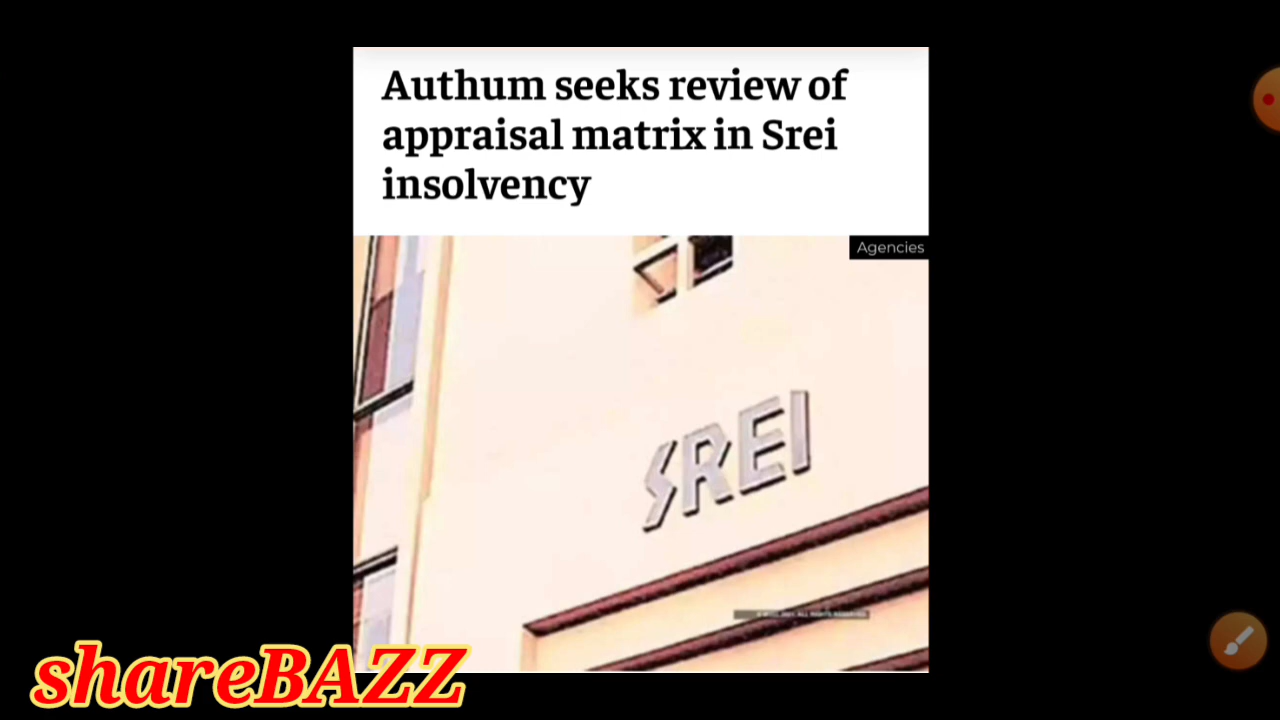 Authum seeks review of
appraisal matrix in Srei
insolvency
Agencies
SREI
shareBAZZ